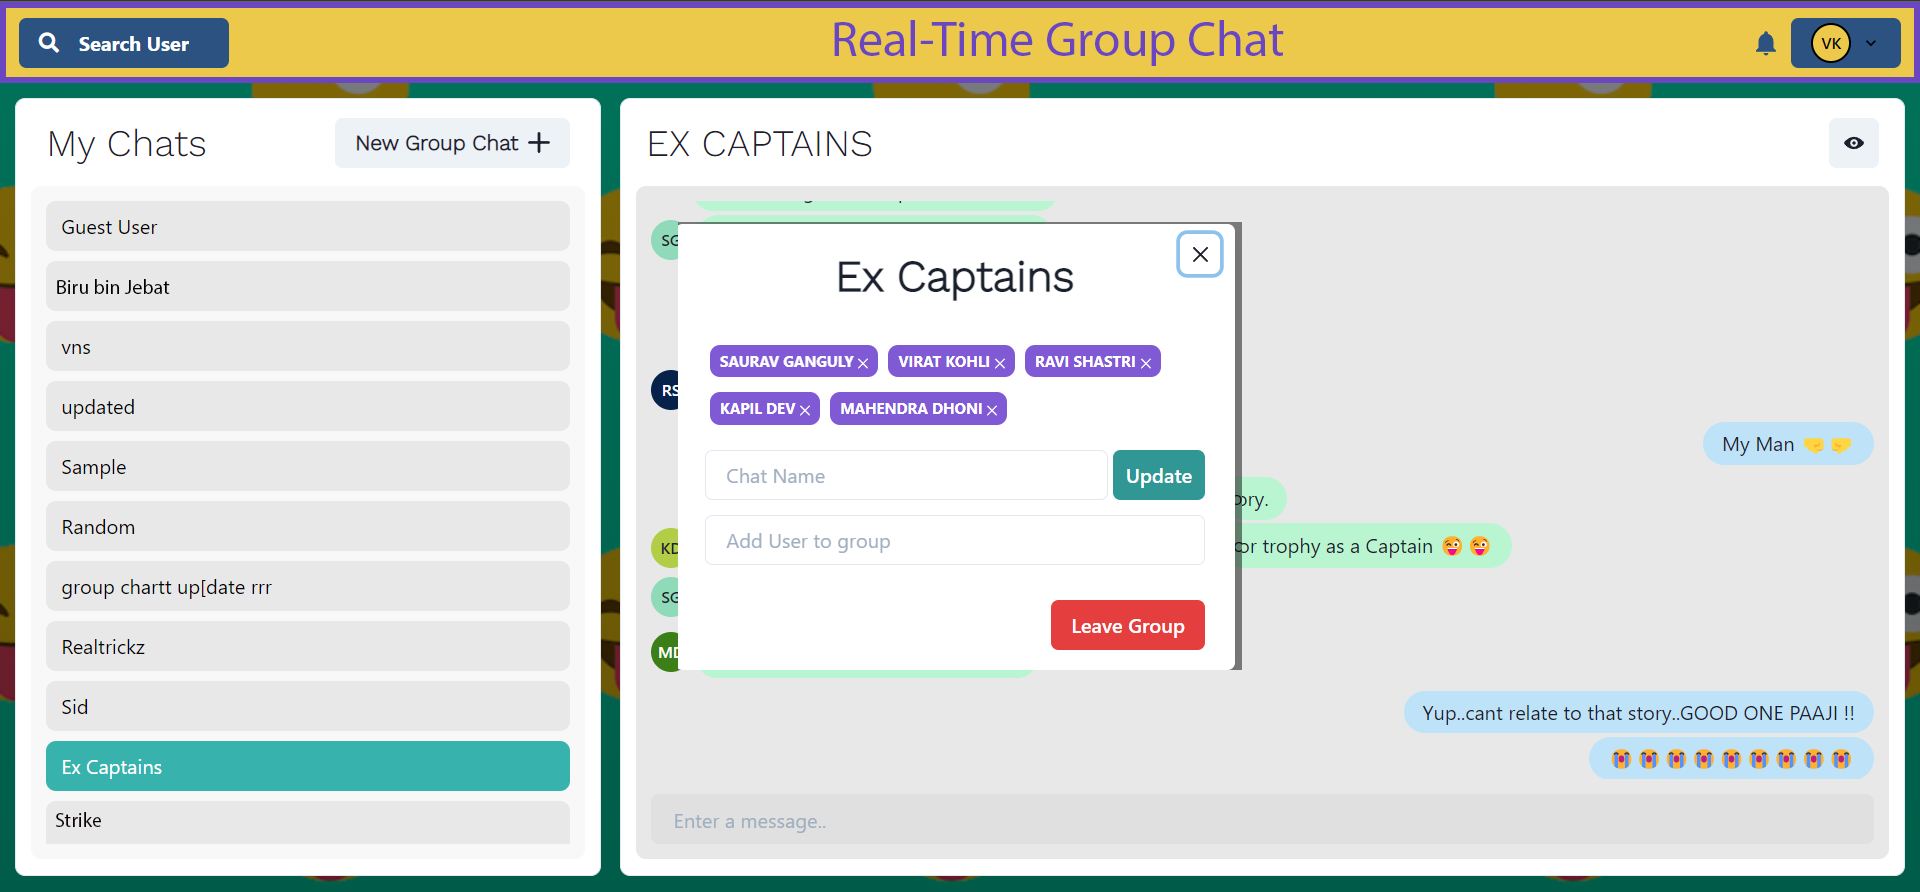 Search User
Real-Time Group Chat
VK
My Chats
New Group Chat
Guest User
Biru bin Jebat
vns
updated
Sample
Random
group chartt up[date rrr
Realtrickz
Sid
Ex Captains
Strike
EX CAPTAINS
SG
RS
My Man
ory.
KD
or trophy as a Captain
SG
MD
Yup..cant relate to that story..GOOD ONE PAAJI !!
Enter a message..
Ex Captains
SAURAV GANGULY
VIRAT KOHLI
RAVI SHASTRI
KAPIL DEV
MAHENDRA DHONI
Chat Name
Update
Add User to group
Leave Group